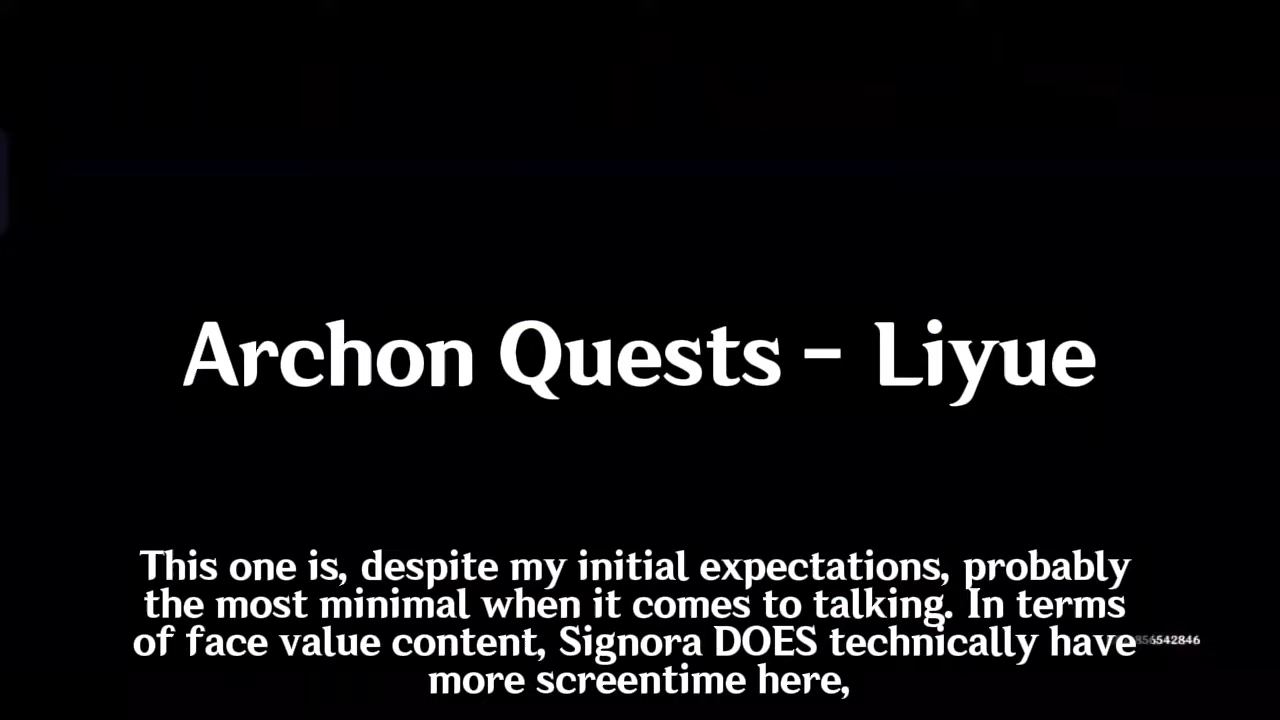 Archon Quests - Liyue
This one is, despite my initial expectations, probably
the most minimal when it comes to talking. In terms
of face value content, Signora DOES technically have
more screentime here,